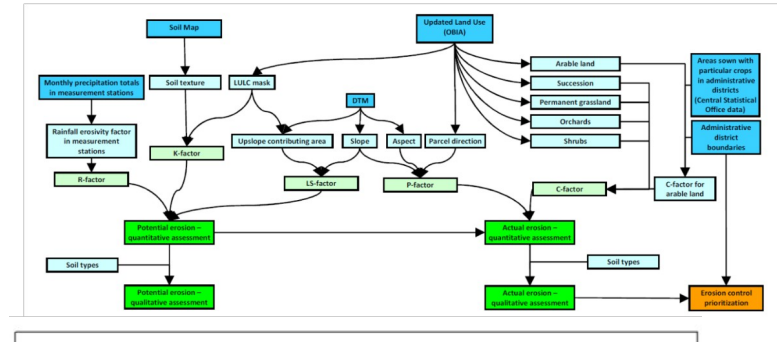 Soil Map
Updated Land Use
(OBIA)
Monthly precipitation totals
in measurement stations
Soil texture
LULC mask
Arable land
Succession
Permanent grassland
Orchards
Shrubs
Areas sown with
particular crops in
administrative
districts
(Central Statistical
Office data)
DTM
Administrative
district
boundaries
Rainfall erosivity factor
in measurement
stations
Upslope contributing area
Slope
Aspect
Parcel direction
K-factor
R-factor
LS-factor
P-factor
C-factor
C-factor for
arable land
Potential erosion –
quantitative assessment
Actual erosion –
quantitative assessment
Soil types
Soil types
Potential erosion –
qualitative assessment
Actual erosion –
qualitative assessment
Erosion control
prioritization